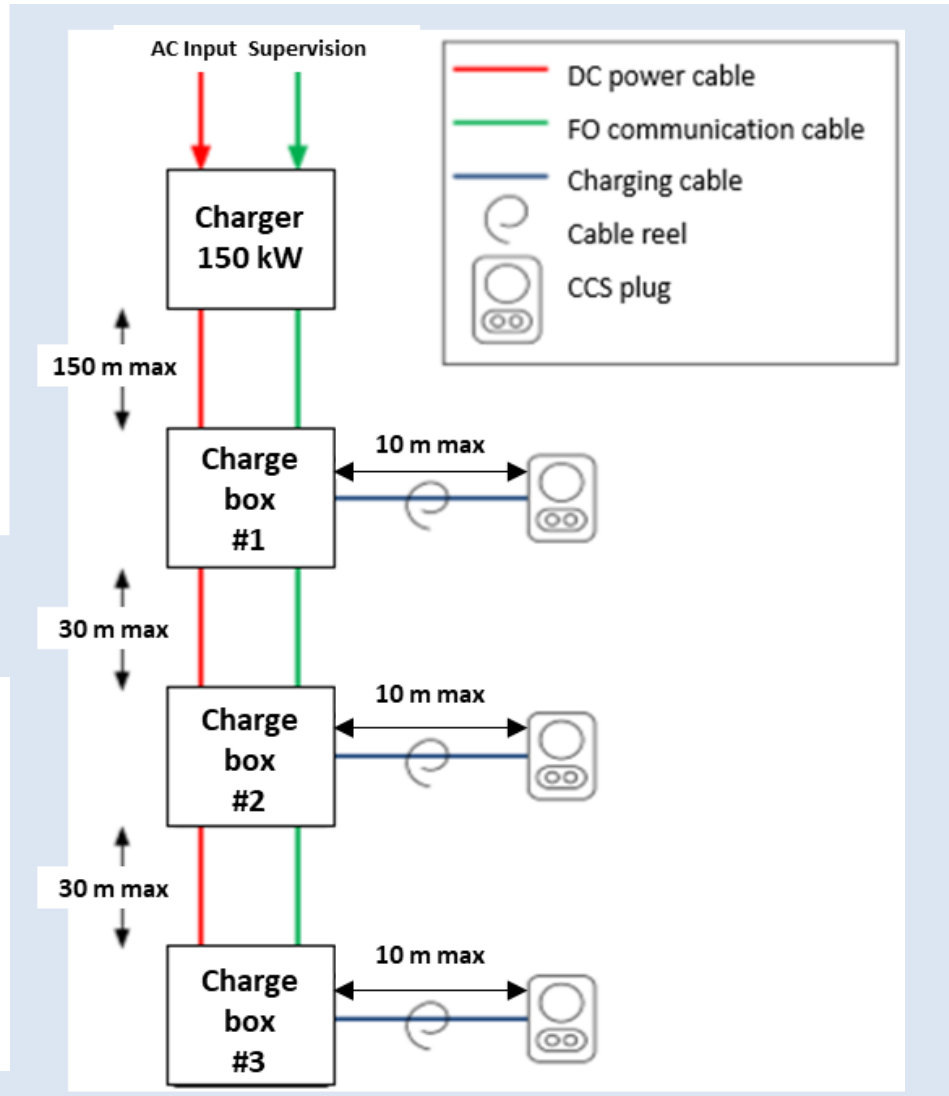 AC Input Supervision
DC power cable
FO communication cable
Charging cable
Cable reel
CCS plug
Charger
150 kW
150 m max
Charge
box
#1
10 m max
30 m max
Charge
box
#2
10 m max
30 m max
Charge
box
#3
10 m max